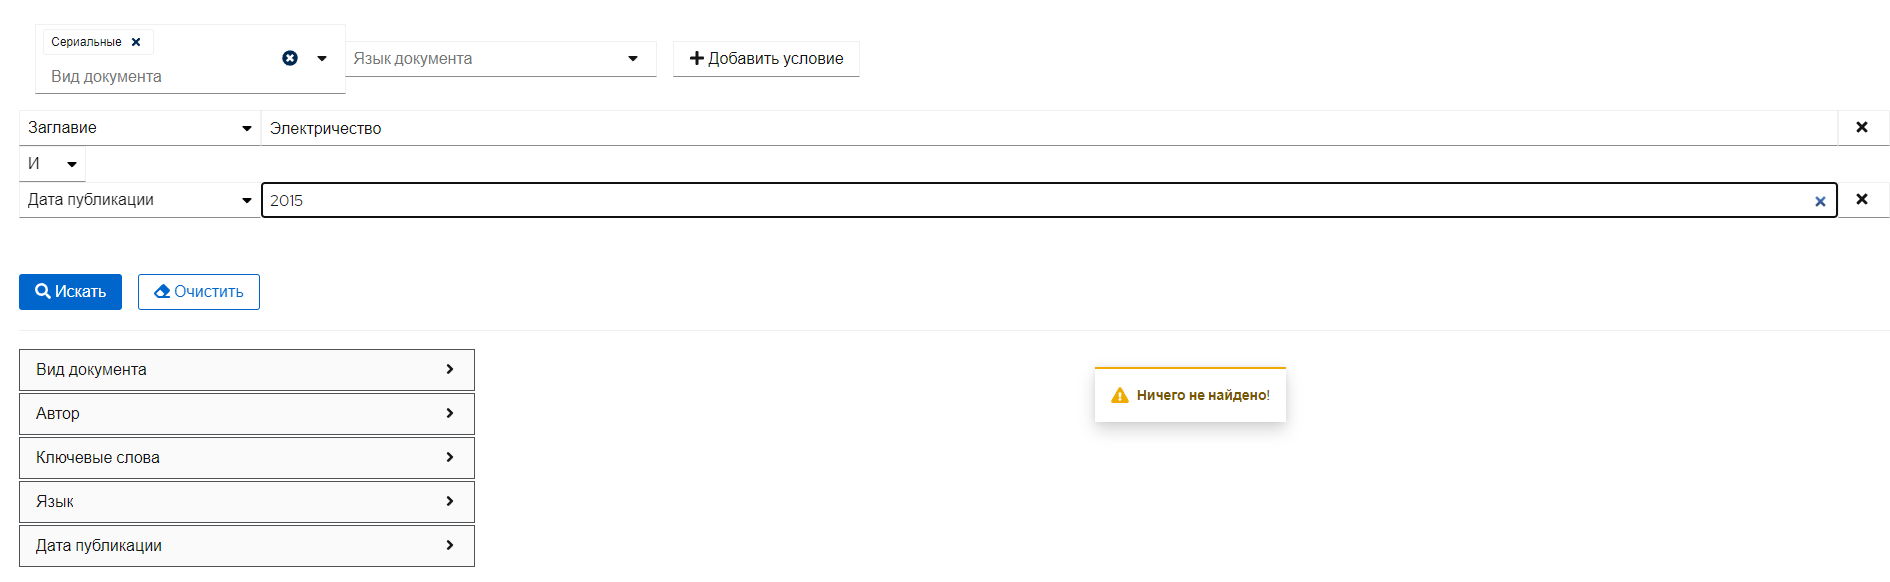 Сериальные
Вид документа
Язык документа
Добавить условие
Заглавие
Электричество
И
Дата публикации
2015
Искать
Очистить
Вид документа
Ничего не найдено!
Автор
Ключевые слова
Язык
Дата публикации